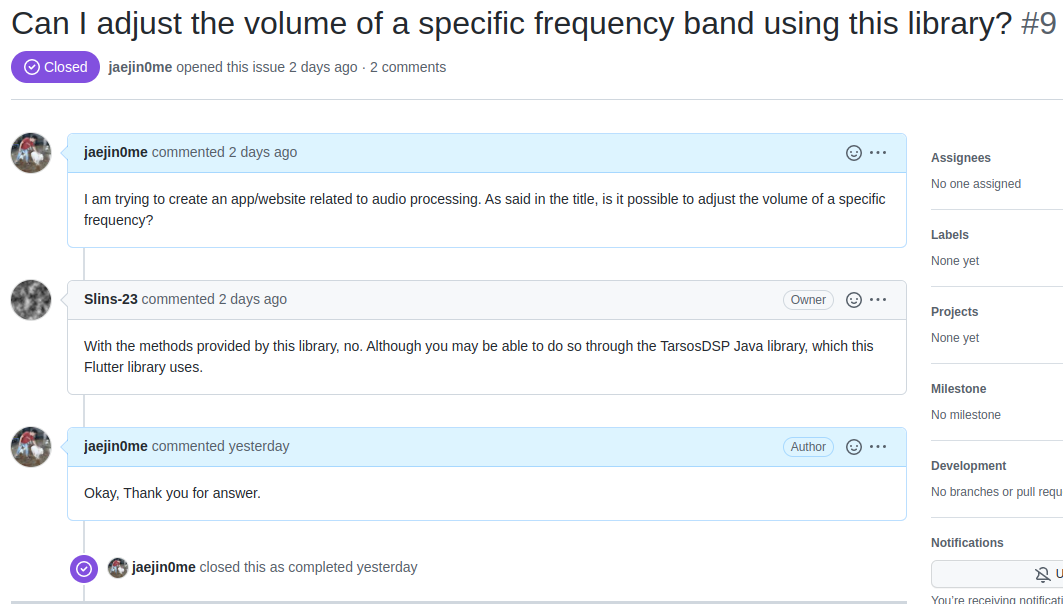 Can I adjust the volume of a specific frequency band using this library? #9
Closed jaejin0me opened this issue 2 days ago · 2 comments
jaejin0me commented 2 days ago
I am trying to create an app/website related to audio processing. As said in the title, is it possible to adjust the volume of a specific
frequency?
Slins-23 commented 2 days ago Owner
With the methods provided by this library, no. Although you may be able to do so through the TarsosDSP Java library, which this
Flutter library uses.
jaejin0me commented yesterday Author
Okay, Thank you for answer.
jaejin0me closed this as completed yesterday
Assignees
No one assigned
Labels
None yet
Projects
None yet
Milestone
No milestone
Development
No branches or pull requ
Notifications
U
You're receiving notificati